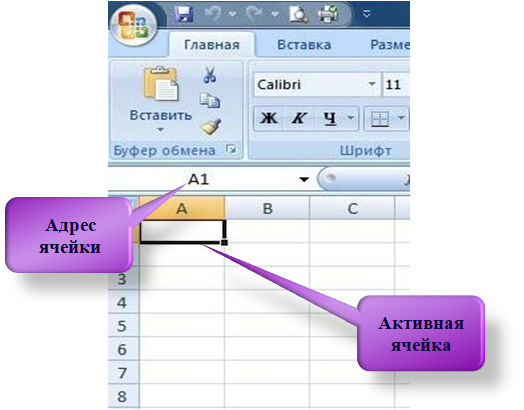 Главная Вставка Разме
Calibri 11
Вставить Ж К Ч
Буфер обмена Шрифт
A1
Адрес
ячейки
A B C
3
4
5
6
7
8
Активная
ячейка